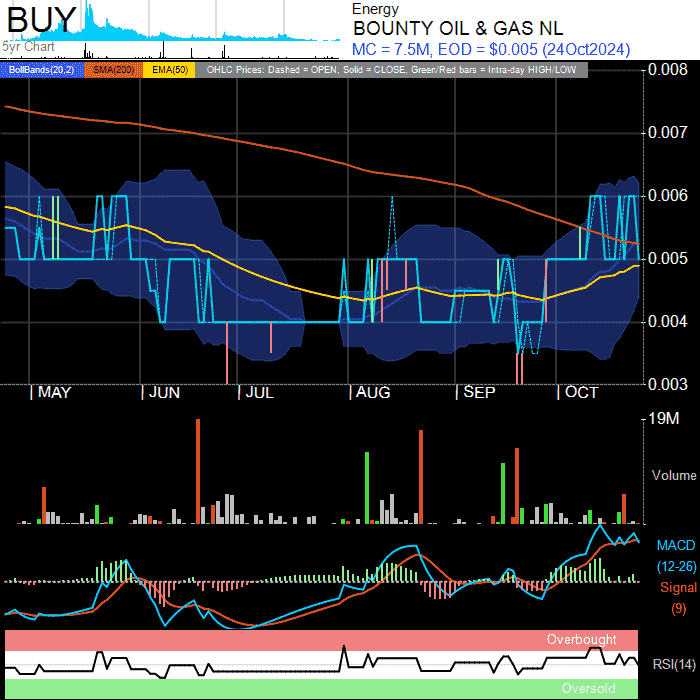 BUY
5yr Chart
Energy
BOUNTY OIL & GAS NL
MC = 7.5M, EOD = $0.005 (24Oct2024)
BollBands(20,2) SMA(200) EMA(50) OHLC Prices: Dashed = OPEN, Solid = CLOSE, Green/Red bars = Intra-day HIGH/LOW
0.008
0.007
0.006
0.005
0.004
0.003
MAY JUN JUL AUG SEP OCT
19M
Volume
MACD
(12-26)
Signal
(9)
Overbought
RSI(14)
Oversold